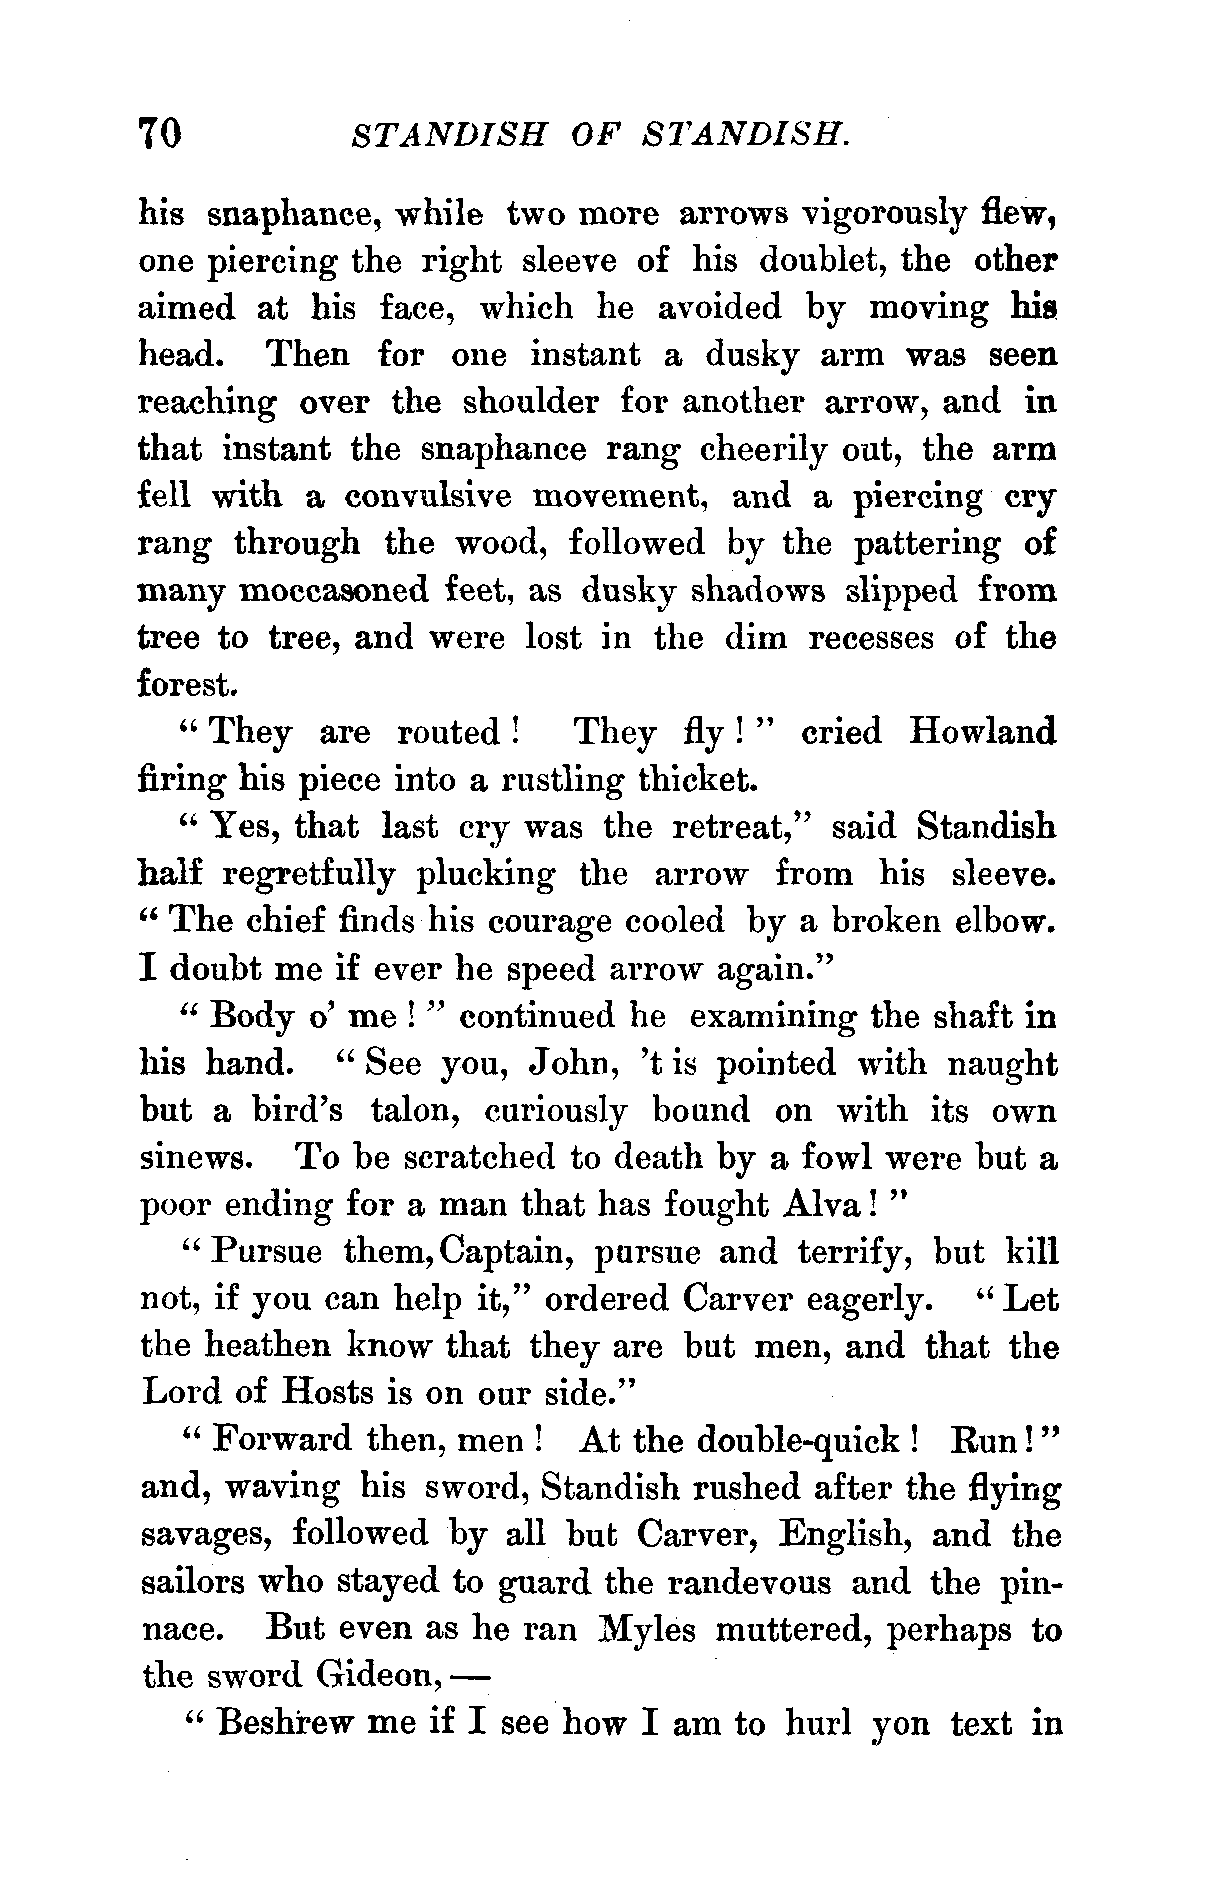 70 STANDISH OF STANDISH.
his snaphance, while two more arrows vigorously flew,
one piercing the right sleeve of his doublet, the other
aimed at his face, which he avoided by moving his
head. Then for one instant a dusky arm was seen
reaching over the shoulder for another arrow, and in
that instant the snaphance rang cheerily out, the arm
fell with a convulsive movement, and a piercing cry
rang through the wood, followed by the pattering of
many moccasoned feet, as dusky shadows slipped from
tree to tree, and were lost in the dim recesses of the
forest.
“They are routed! They fly!” cried Howland
firing his piece into a rustling thicket.
“Yes, that last cry was the retreat,” said Standish
half regretfully plucking the arrow from his sleeve.
“The chief finds his courage cooled by a broken elbow.
I doubt me if ever he speed arrow again.”
“Body o’ me!” continued he examining the shaft in
his hand. “See you, John, ’t is pointed with naught
but a bird’s talon, curiously bound on with its own
sinews. To be scratched to death by a fowl were but a
poor ending for a man that has fought Alva!”
“Pursue them, Captain, pursue and terrify, but kill
not, if you can help it,” ordered Carver eagerly. “Let
the heathen know that they are but men, and that the
Lord of Hosts is on our side.”
“Forward then, men! At the double-quick! Run!”
and, waving his sword, Standish rushed after the flying
savages, followed by all but Carver, English, and the
sailors who stayed to guard the randevous and the pin-
nace. But even as he ran Myles muttered, perhaps to
the sword Gideon,—
“Beshrew me if I see how I am to hurl yon text in